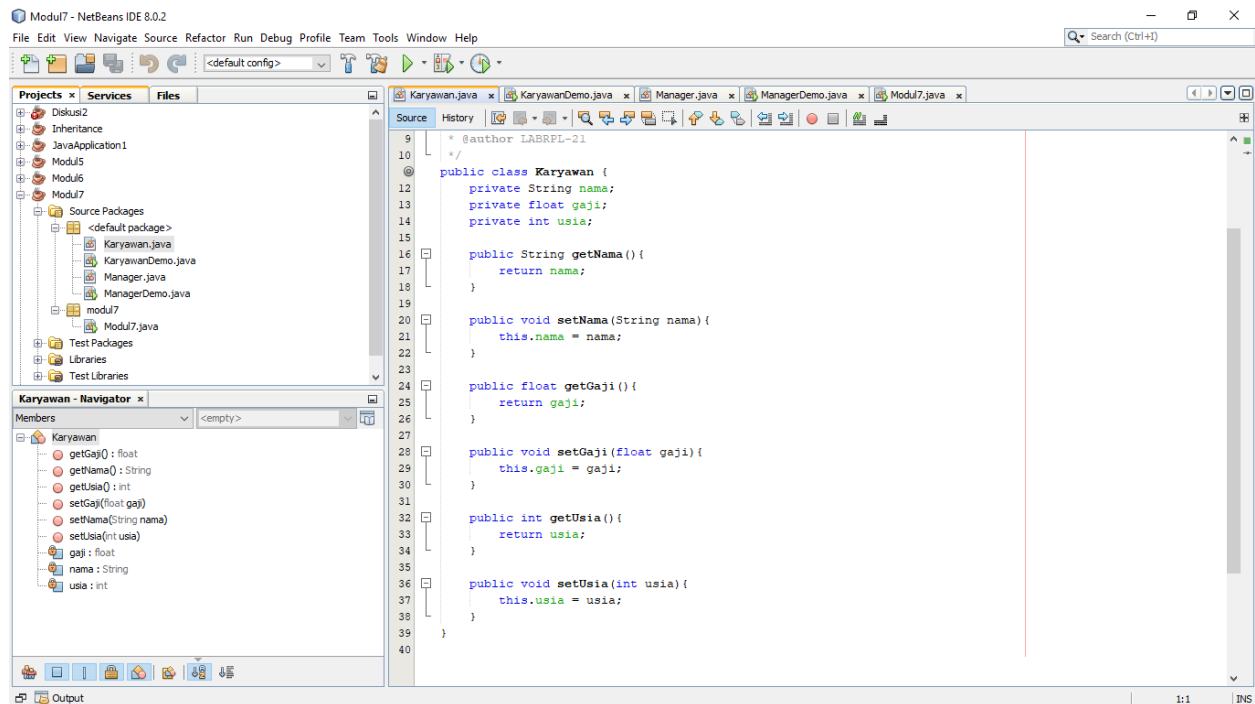 Modul7 - NetBeans IDE 8.0.2
File Edit View Navigate Source Refactor Run Debug Profile Team Tools Window Help
Search (Ctrl+I)
<default config>
Projects × Services Files
Diskusi2
Inheritance
JavaApplication1
Modul5
Modul6
Modul7
Source Packages
<default package>
Karyawan.java
KaryawanDemo.java
Manager.java
ManagerDemo.java
modul7
Modul7.java
Test Packages
Libraries
Test Libraries
Karyawan - Navigator ×
Members <empty>
Karyawan
getGaji() : float
getNama() : String
getUsia() : int
setGaji(float gaji)
setNama(String nama)
setUsia(int usia)
gaji : float
nama : String
usia : int
Karyawan.java × KaryawanDemo.java × Manager.java × ManagerDemo.java × Modul7.java ×
Source History
9 * @author LABRPL-21
10 */
public class Karyawan {
12 private String nama;
13 private float gaji;
14 private int usia;
15
16 public String getNama(){
17 return nama;
18 }
19
20 public void setNama(String nama){
21 this.nama = nama;
22 }
23
24 public float getGaji(){
25 return gaji;
26 }
27
28 public void setGaji(float gaji){
29 this.gaji = gaji;
30 }
31
32 public int getUsia(){
33 return usia;
34 }
35
36 public void setUsia(int usia){
37 this.usia = usia;
38 }
39 }
40
Output
1:1 INS